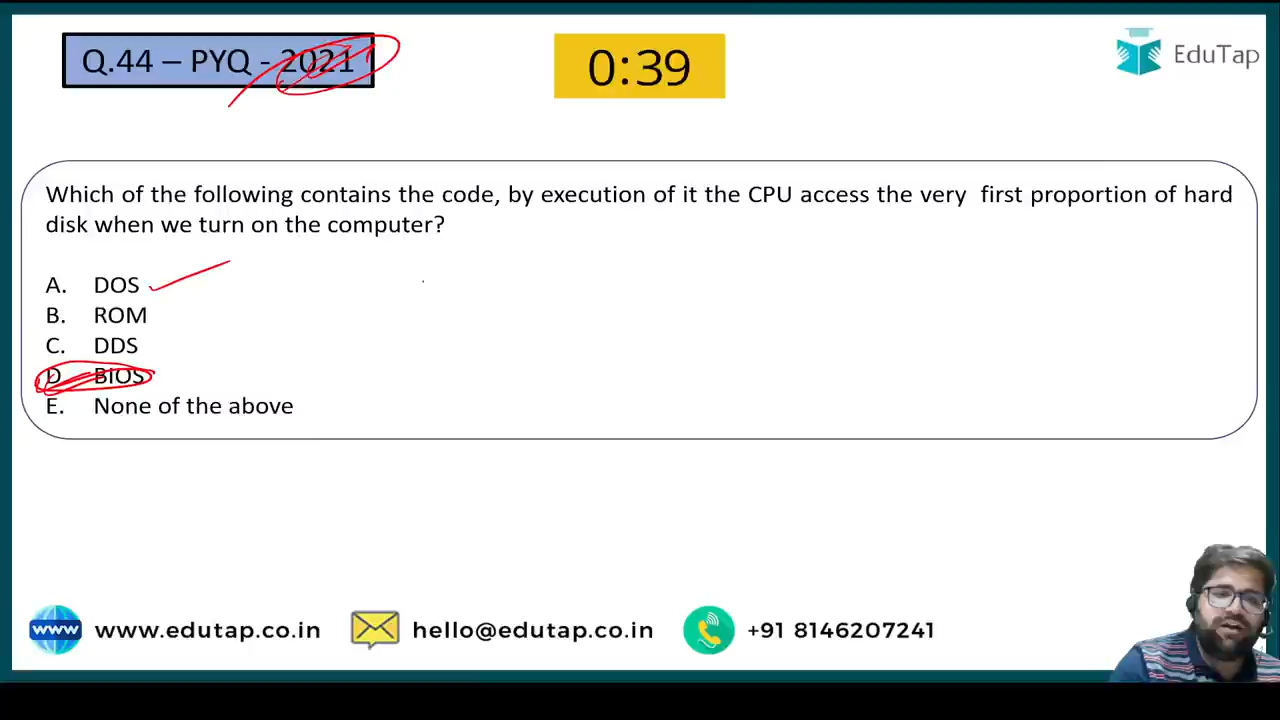 Q.44 – PYQ - 2021
0:39
EduTap
Which of the following contains the code, by execution of it the CPU access the very first proportion of hard
disk when we turn on the computer?
A. DOS
B. ROM
C. DDS
D. BIOS
E. None of the above
www
www.edutap.co.in
hello@edutap.co.in
+91 8146207241